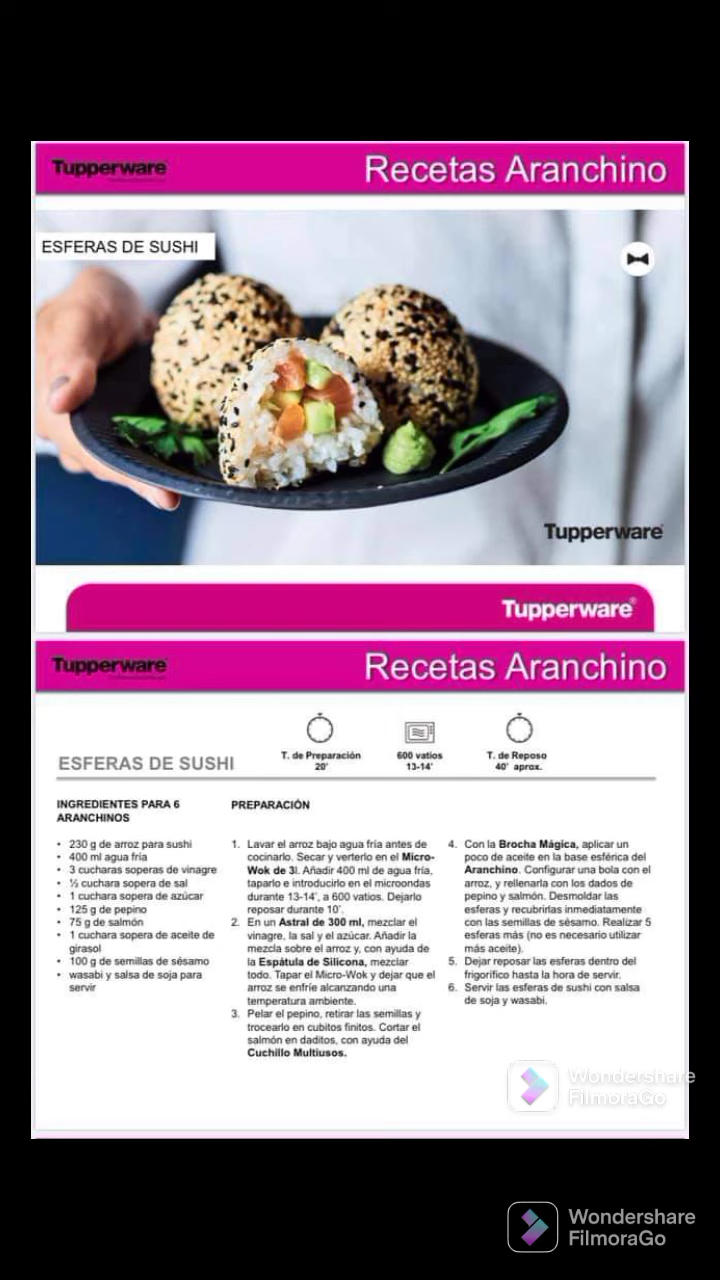 Tupperware
Recetas Aranchino
ESFERAS DE SUSHI
Tupperware
Tupperware®
Tupperware
Recetas Aranchino
ESFERAS DE SUSHI
T. de Preparación
20'
600 vatios
13-14'
T. de Reposo
40' aprox.
INGREDIENTES PARA 6
ARANCHINOS
• 230 g de arroz para sushi
• 400 ml agua fría
• 3 cucharas soperas de vinagre
• ½ cuchara sopera de sal
• 1 cuchara sopera de azúcar
• 125 g de pepino
• 75 g de salmón
• 1 cuchara sopera de aceite de
girasol
• 100 g de semillas de sésamo
• wasabi y salsa de soja para
servir
PREPARACIÓN
1. Lavar el arroz bajo agua fría antes de
cocinarlo. Secar y verterlo en el Micro-
Wok de 3l. Añadir 400 ml de agua fría,
taparlo e introducirlo en el microondas
durante 13-14', a 600 vatios. Dejarlo
reposar durante 10'.
2. En un Astral de 300 ml, mezclar el
vinagre, la sal y el azúcar. Añadir la
mezcla sobre el arroz y, con ayuda de
la Espátula de Silicona, mezclar
todo. Tapar el Micro-Wok y dejar que el
arroz se enfríe alcanzando una
temperatura ambiente.
3. Pelar el pepino, retirar las semillas y
trocearlo en cubitos finitos. Cortar el
salmón en daditos, con ayuda del
Cuchillo Multiusos.
4. Con la Brocha Mágica, aplicar un
poco de aceite en la base esférica del
Aranchino. Configurar una bola con el
arroz, y rellenarla con los dados de
pepino y salmón. Desmoldar las
esferas y recubrirlas inmediatamente
con las semillas de sésamo. Realizar 5
esferas más (no es necesario utilizar
más aceite).
5. Dejar reposar las esferas dentro del
frigorífico hasta la hora de servir.
6. Servir las esferas de sushi con salsa
de soja y wasabi.
Wondershare
FilmoraGo
Wondershare
FilmoraGo